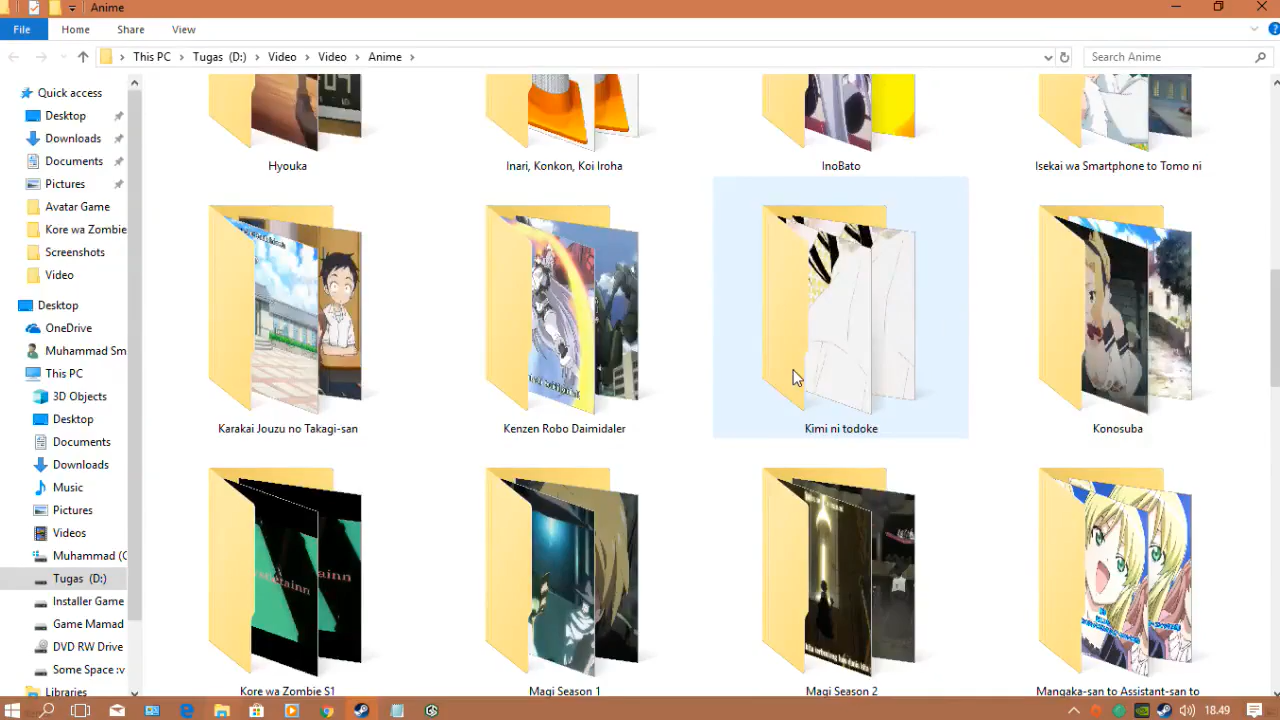 Anime
File
Home
Share
View
This PC
Tugas (D:)
Video
Video
Anime
Search Anime
Quick access
Desktop
Downloads
Documents
Pictures
Avatar Game
Kore wa Zombie
Screenshots
Video
Desktop
OneDrive
Muhammad Sm
This PC
3D Objects
Desktop
Documents
Downloads
Music
Pictures
Videos
Muhammad (C
Tugas (D:)
Installer Game
Game Mamad
DVD RW Drive
Some Space :v
Libraries
Hyouka
Inari, Konkon, Koi Iroha
InoBato
Isekai wa Smartphone to Tomo ni
Karakai Jouzu no Takagi-san
Kenzen Robo Daimidaler
Kimi ni todoke
Konosuba
Kore wa Zombie S1
Magi Season 1
Magi Season 2
Mangaka-san to Assistant-san to
18.49